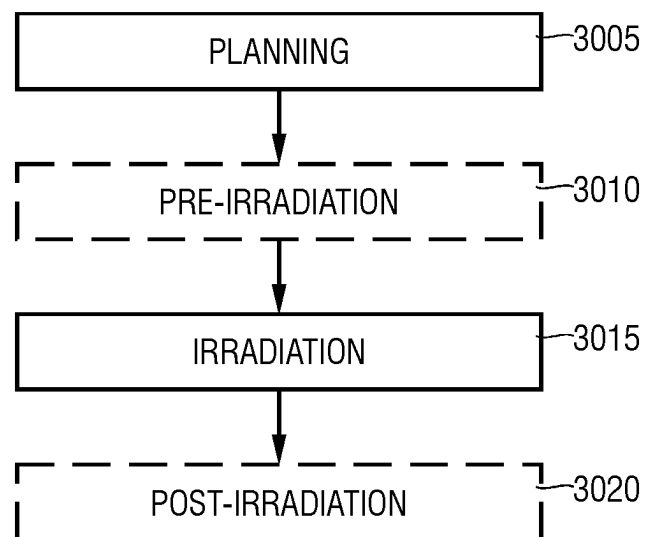 PLANNING 3005
PRE-IRRADIATION 3010
IRRADIATION 3015
POST-IRRADIATION 3020